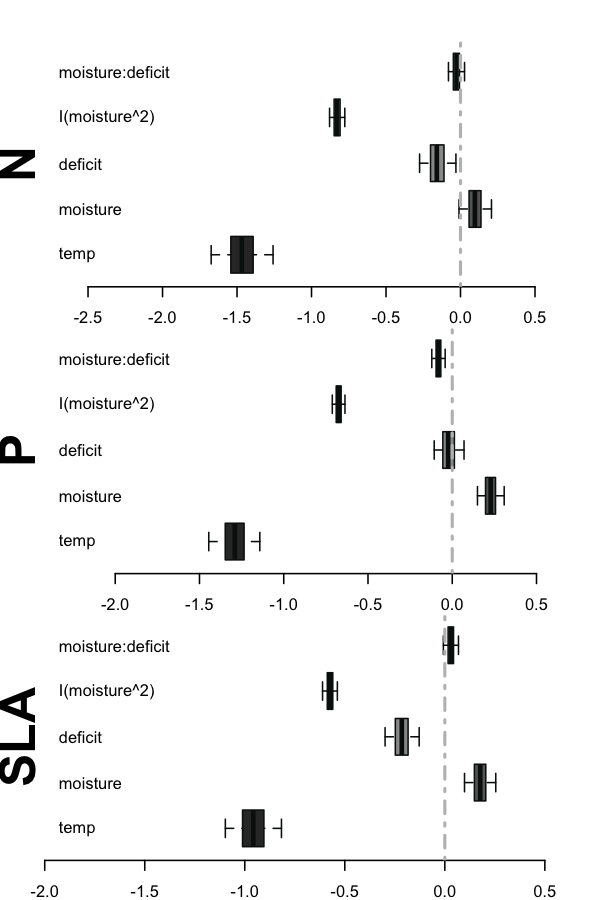 N
moisture:deficit
I(moisture^2)
deficit
moisture
temp
-2.5 -2.0 -1.5 -1.0 -0.5 0.0 0.5
P
moisture:deficit
I(moisture^2)
deficit
moisture
temp
-2.0 -1.5 -1.0 -0.5 0.0 0.5
SLA
moisture:deficit
I(moisture^2)
deficit
moisture
temp
-2.0 -1.5 -1.0 -0.5 0.0 0.5